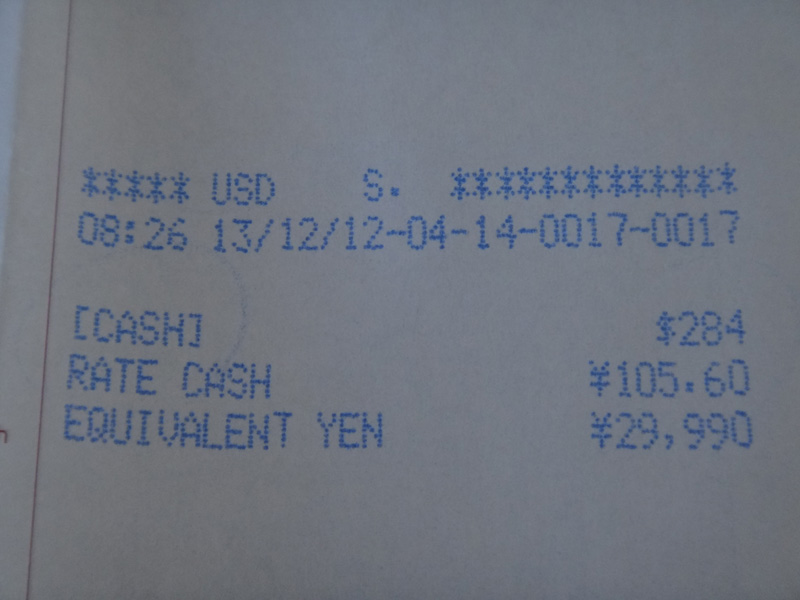 ***** USD S. *************
08:26 13/12/12-04-14-0017-0017
[CASH] $284
RATE CASH ¥105.60
EQUIVALENT YEN ¥29,990